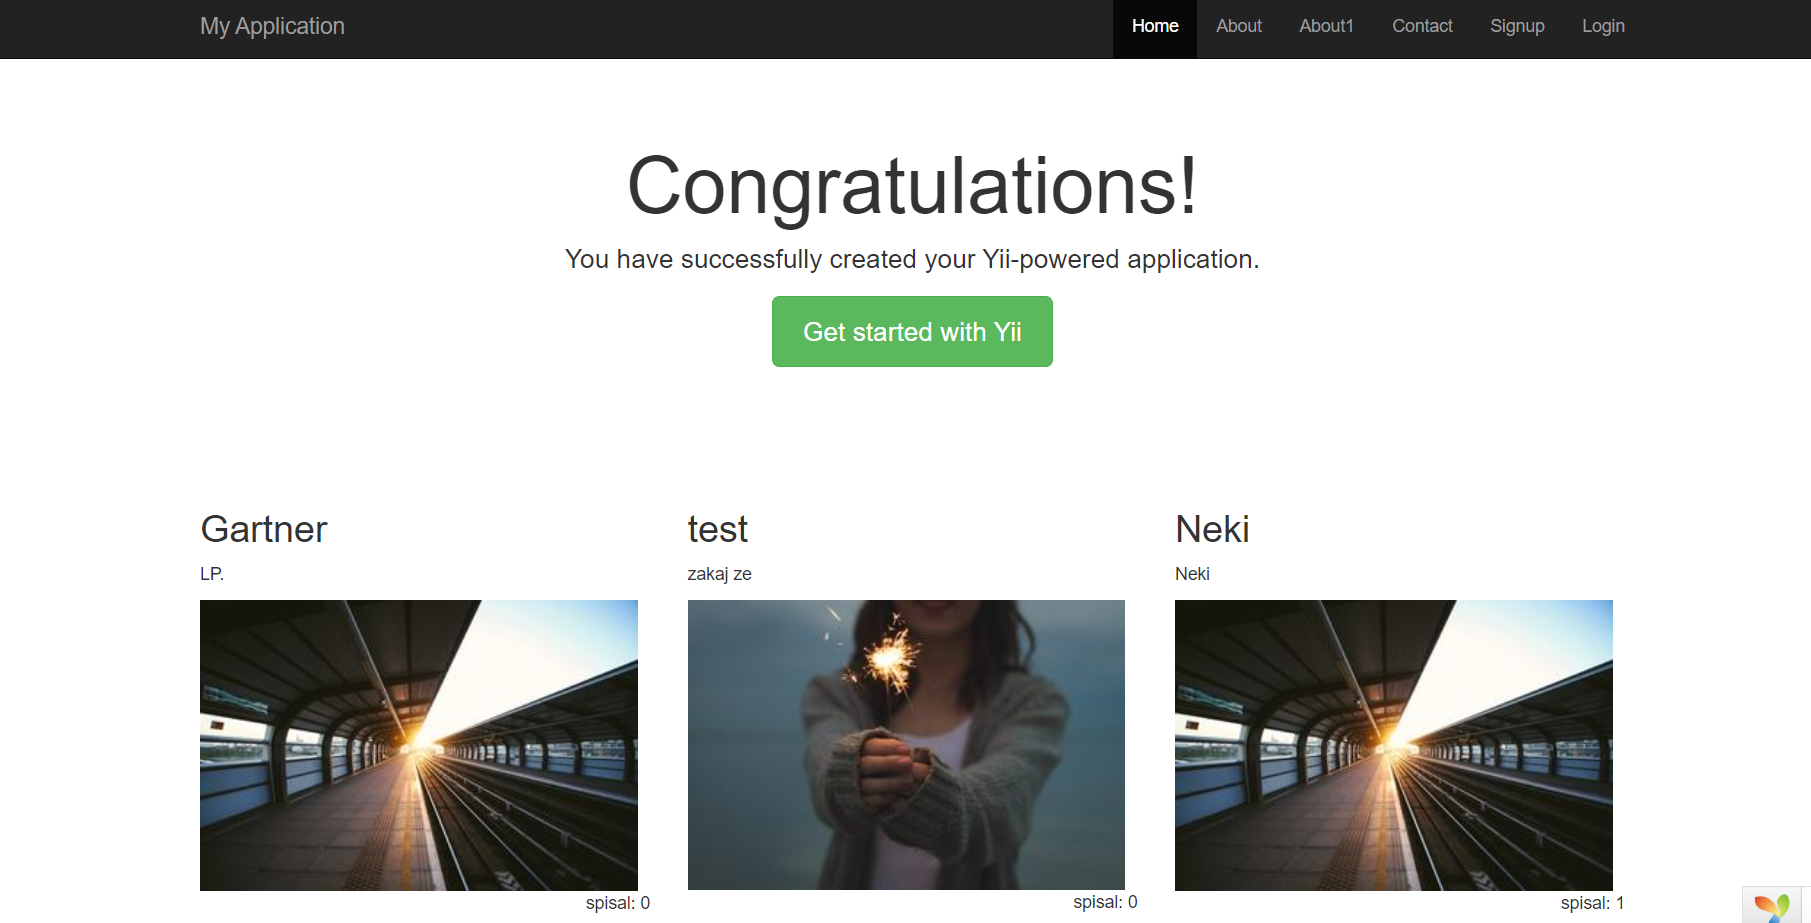 My Application
Home About About1 Contact Signup Login
Congratulations!
You have successfully created your Yii-powered application.
Get started with Yii
Gartner
LP.
spisal: 0
test
zakaj ze
spisal: 0
Neki
Neki
spisal: 1